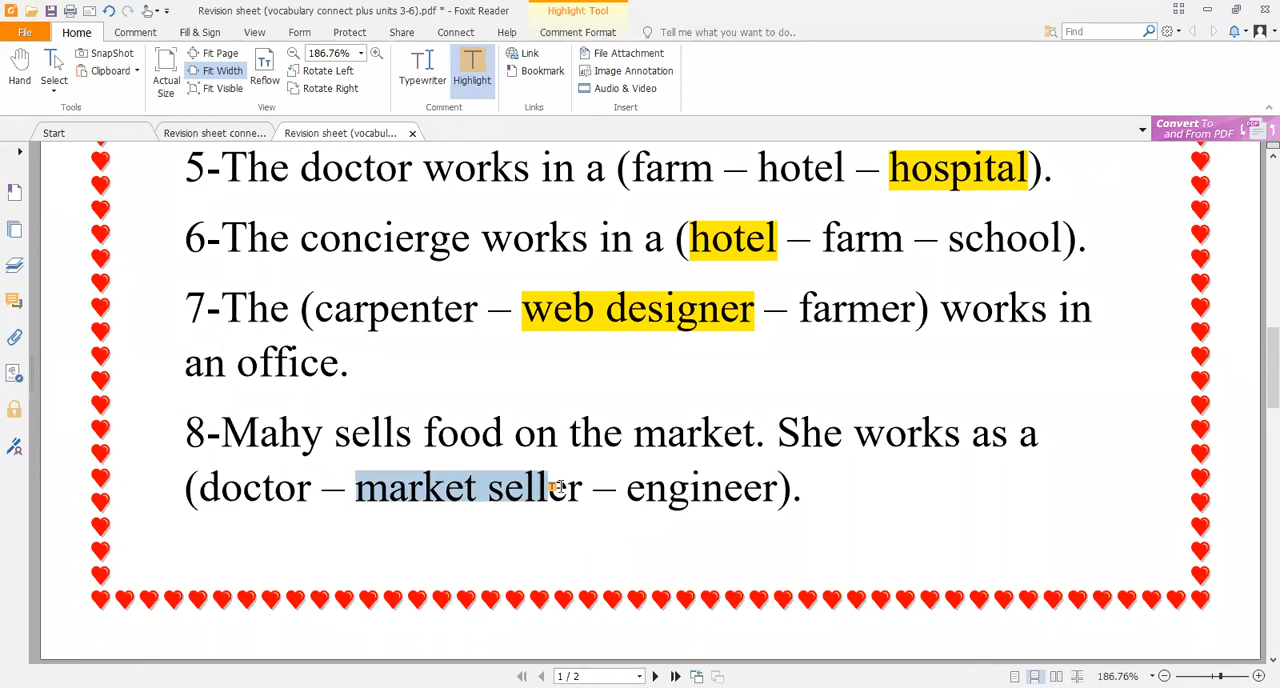 Revision sheet (vocabulary connect plus units 3-6).pdf * - Foxit Reader
Highlight Tool
File Home Comment Fill & Sign View Form Protect Share Connect Help Comment Format Tell me what you want to do.. Find
SnapShot
Clipboard
Hand Select
Actual Size
Fit Page
Fit Width
Fit Visible
Reflow
186.76%
Rotate Left
Rotate Right
Typewriter Highlight
Link
Bookmark
File Attachment
Image Annotation
Audio & Video
Tools View Comment Links Insert
Start Revision sheet conne... Revision sheet (vocabul... Convert To
and From PDF
5-The doctor works in a (farm – hotel – hospital).
6-The concierge works in a (hotel – farm – school).
7-The (carpenter – web designer – farmer) works in
an office.
8-Mahy sells food on the market. She works as a
(doctor – market seller – engineer).
1 / 2 186.76%